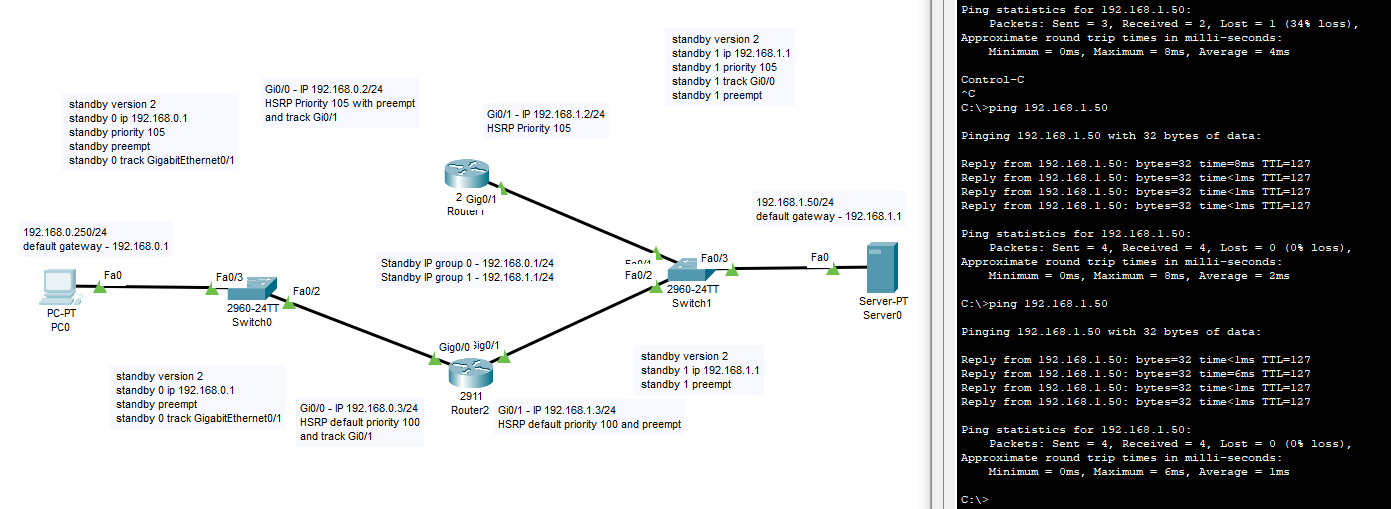 standby version 2
standby 0 ip 192.168.0.1
standby priority 105
standby preempt
standby 0 track GigabitEthernet0/1
Gi0/0 - IP 192.168.0.2/24
HSRP Priority 105 with preempt
and track Gi0/1
Gi0/1 - IP 192.168.1.2/24
HSRP Priority 105
standby version 2
standby 1 ip 192.168.1.1
standby 1 priority 105
standby 1 track Gi0/0
standby 1 preempt
2
Gig0/1
Router1
192.168.0.250/24
default gateway - 192.168.0.1
Fa0
PC-PT
PC0
Fa0/3
2960-24TT
Switch0
Fa0/2
Standby IP group 0 - 192.168.0.1/24
Standby IP group 1 - 192.168.1.1/24
Fa0/1
Fa0/2
Fa0/3
2960-24TT
Switch1
192.168.1.50/24
default gateway - 192.168.1.1
Fa0
Server-PT
Server0
Gig0/0
Gig0/1
2911
Router2
standby version 2
standby 0 ip 192.168.0.1
standby preempt
standby 0 track GigabitEthernet0/1
Gi0/0 - IP 192.168.0.3/24
HSRP default priority 100
and track Gi0/1
Gi0/1 - IP 192.168.1.3/24
HSRP default priority 100 and preempt
standby version 2
standby 1 ip 192.168.1.1
standby 1 preempt
Ping statistics for 192.168.1.50:
Packets: Sent = 3, Received = 2, Lost = 1 (34% loss),
Approximate round trip times in milli-seconds:
Minimum = 0ms, Maximum = 8ms, Average = 4ms
Control-C
^C
C:\>ping 192.168.1.50
Pinging 192.168.1.50 with 32 bytes of data:
Reply from 192.168.1.50: bytes=32 time=8ms TTL=127
Reply from 192.168.1.50: bytes=32 time<1ms TTL=127
Reply from 192.168.1.50: bytes=32 time<1ms TTL=127
Reply from 192.168.1.50: bytes=32 time<1ms TTL=127
Ping statistics for 192.168.1.50:
Packets: Sent = 4, Received = 4, Lost = 0 (0% loss),
Approximate round trip times in milli-seconds:
Minimum = 0ms, Maximum = 8ms, Average = 2ms
C:\>ping 192.168.1.50
Pinging 192.168.1.50 with 32 bytes of data:
Reply from 192.168.1.50: bytes=32 time<1ms TTL=127
Reply from 192.168.1.50: bytes=32 time=6ms TTL=127
Reply from 192.168.1.50: bytes=32 time<1ms TTL=127
Reply from 192.168.1.50: bytes=32 time<1ms TTL=127
Ping statistics for 192.168.1.50:
Packets: Sent = 4, Received = 4, Lost = 0 (0% loss),
Approximate round trip times in milli-seconds:
Minimum = 0ms, Maximum = 6ms, Average = 1ms
C:\>